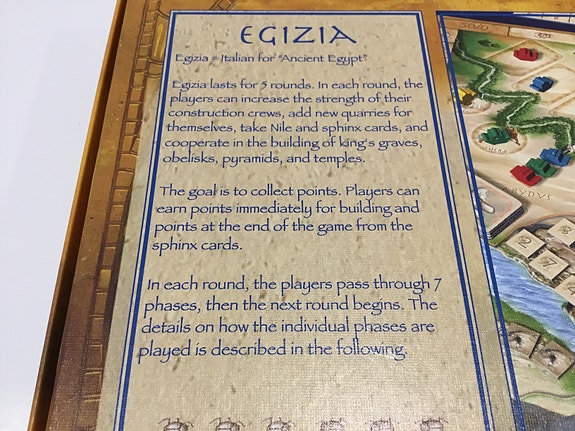 EGIZIA
Egizia = Italian for "Ancient Egypt"
Egizia lasts for 5 rounds. In each round, the
players can increase the strength of their
construction crews, add new quarries for
themselves, take Nile and sphinx cards, and
cooperate in the building of king's graves,
obelisks, pyramids, and temples.
The goal is to collect points. Players can
earn points immediately for building and
points at the end of the game from the
sphinx cards.
In each round, the players pass through 7
phases, then the next round begins. The
details on how the individual phases are
played is described in the following.
ABYDUS